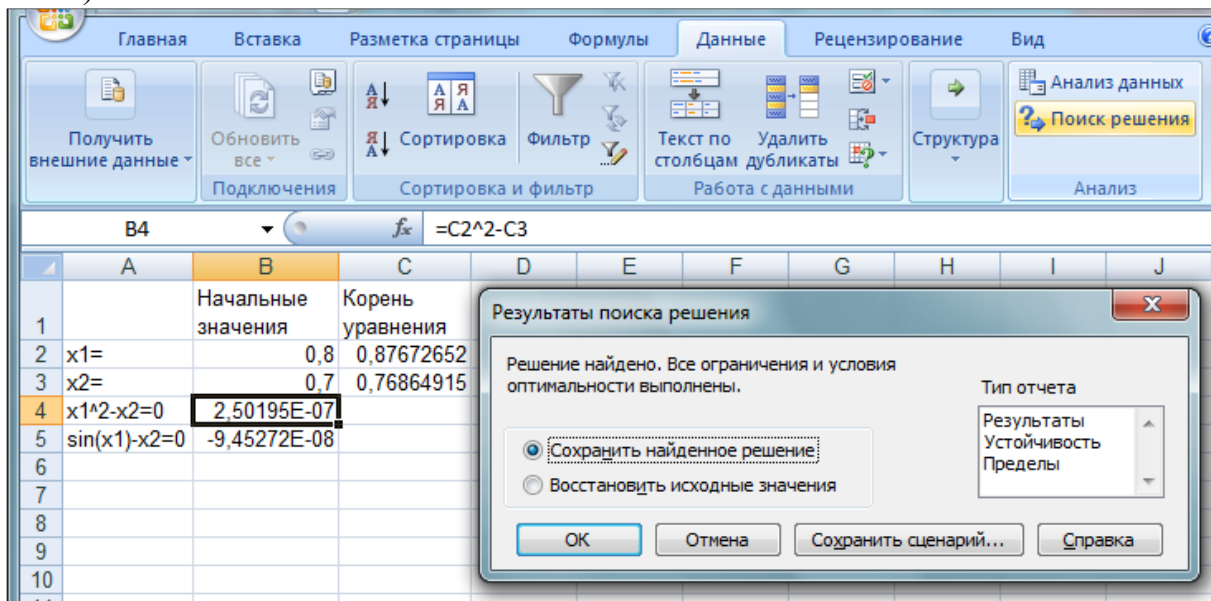 Главная Вставка Разметка страницы Формулы Данные Рецензирование Вид
Получить
внешние данные
Обновить
все
Подключения
Сортировка
Фильтр
Сортировка и фильтр
Текст по
столбцам
Удалить
дубликаты
Работа с данными
Структура
Анализ данных
Поиск решения
Анализ
B4 fx =C2^2-C3
A B C D E F G H I J
1 Начальные значения Корень уравнения
2 x1= 0,8 0,87672652
3 x2= 0,7 0,76864915
4 x1^2-x2=0 2,50195E-07
5 sin(x1)-x2=0 -9,45272E-08
6
7
8
9
10
Результаты поиска решения
Решение найдено. Все ограничения и условия
оптимальности выполнены.
Тип отчета
Результаты
Устойчивость
Пределы
Сохранить найденное решение
Восстановить исходные значения
ОК Отмена Сохранить сценарий... Справка